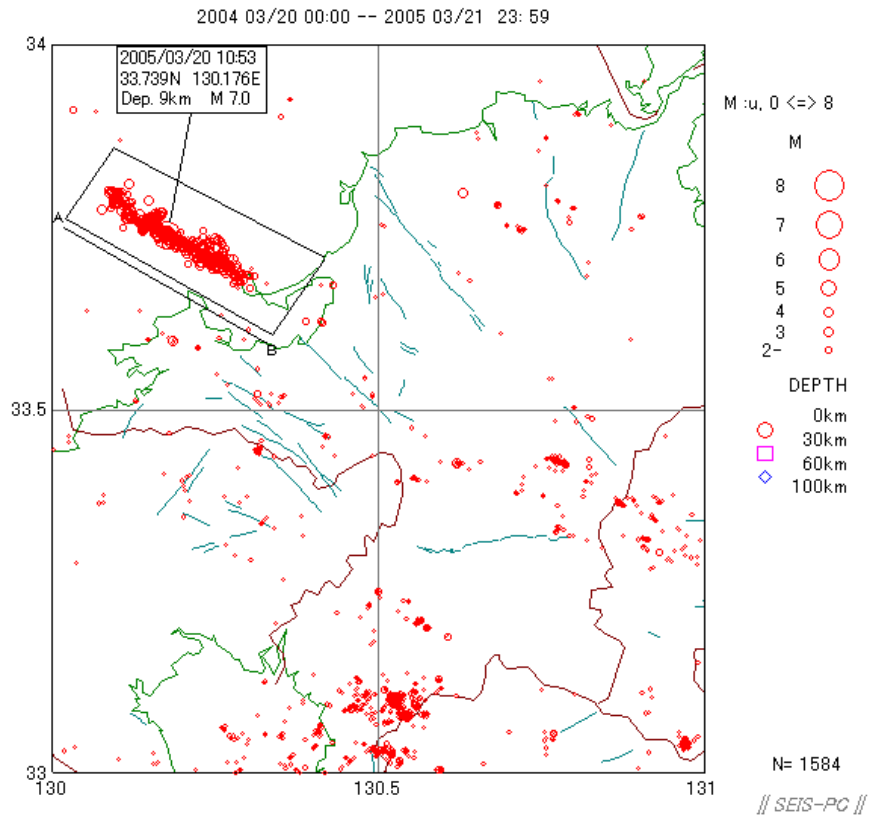 2004 03/20 00:00 -- 2005 03/21 23: 59
34
2005/03/20 10:53
33.739N 130.176E
Dep. 9km M 7.0
A
B
33.5
33
130
130.5
131
M :u, 0 <=> 8
M
8
7
6
5
4
3
2-
DEPTH
0km
30km
60km
100km
N= 1584
// SEIS-PC //